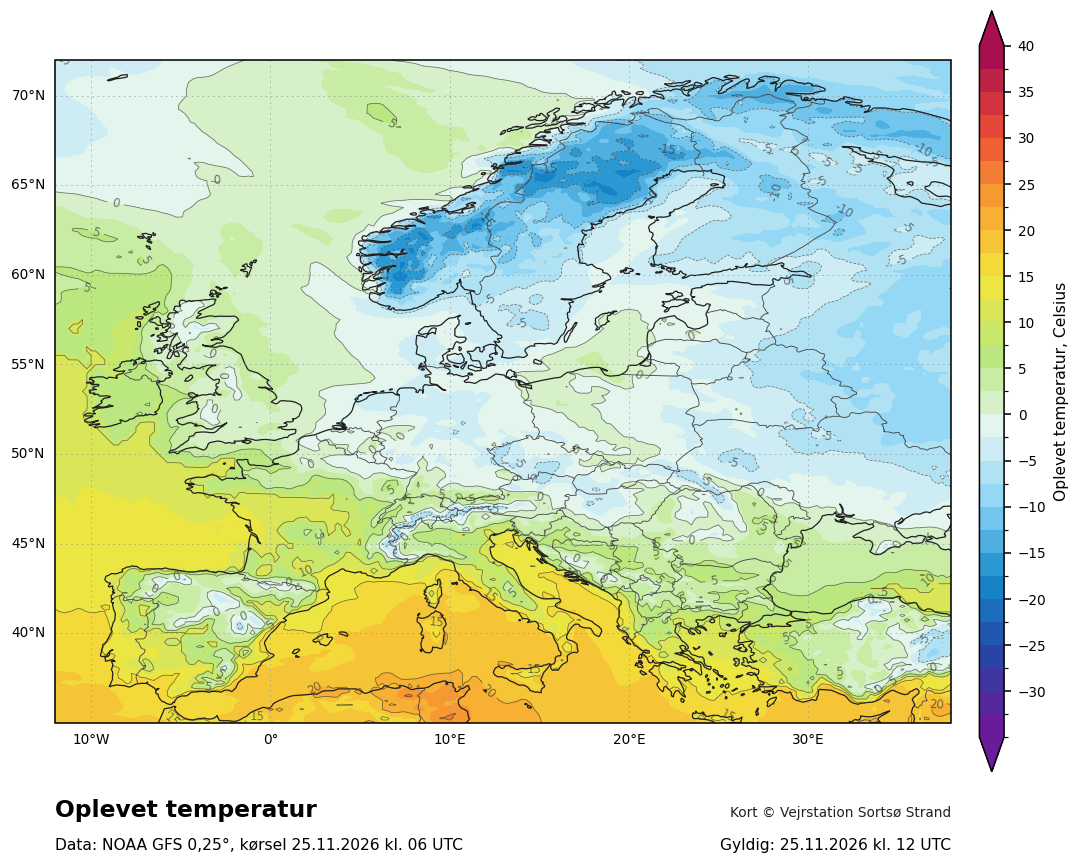 70°N
65°N
60°N
55°N
50°N
45°N
40°N
10°W
0°
10°E
20°E
30°E
40
35
30
25
20
15
10
5
0
−5
−10
−15
−20
−25
−30
Oplevet temperatur, Celsius
Oplevet temperatur
Kort © Vejrstation Sortsø Strand
Data: NOAA GFS 0,25°, kørsel 25.11.2026 kl. 06 UTC
Gyldig: 25.11.2026 kl. 12 UTC